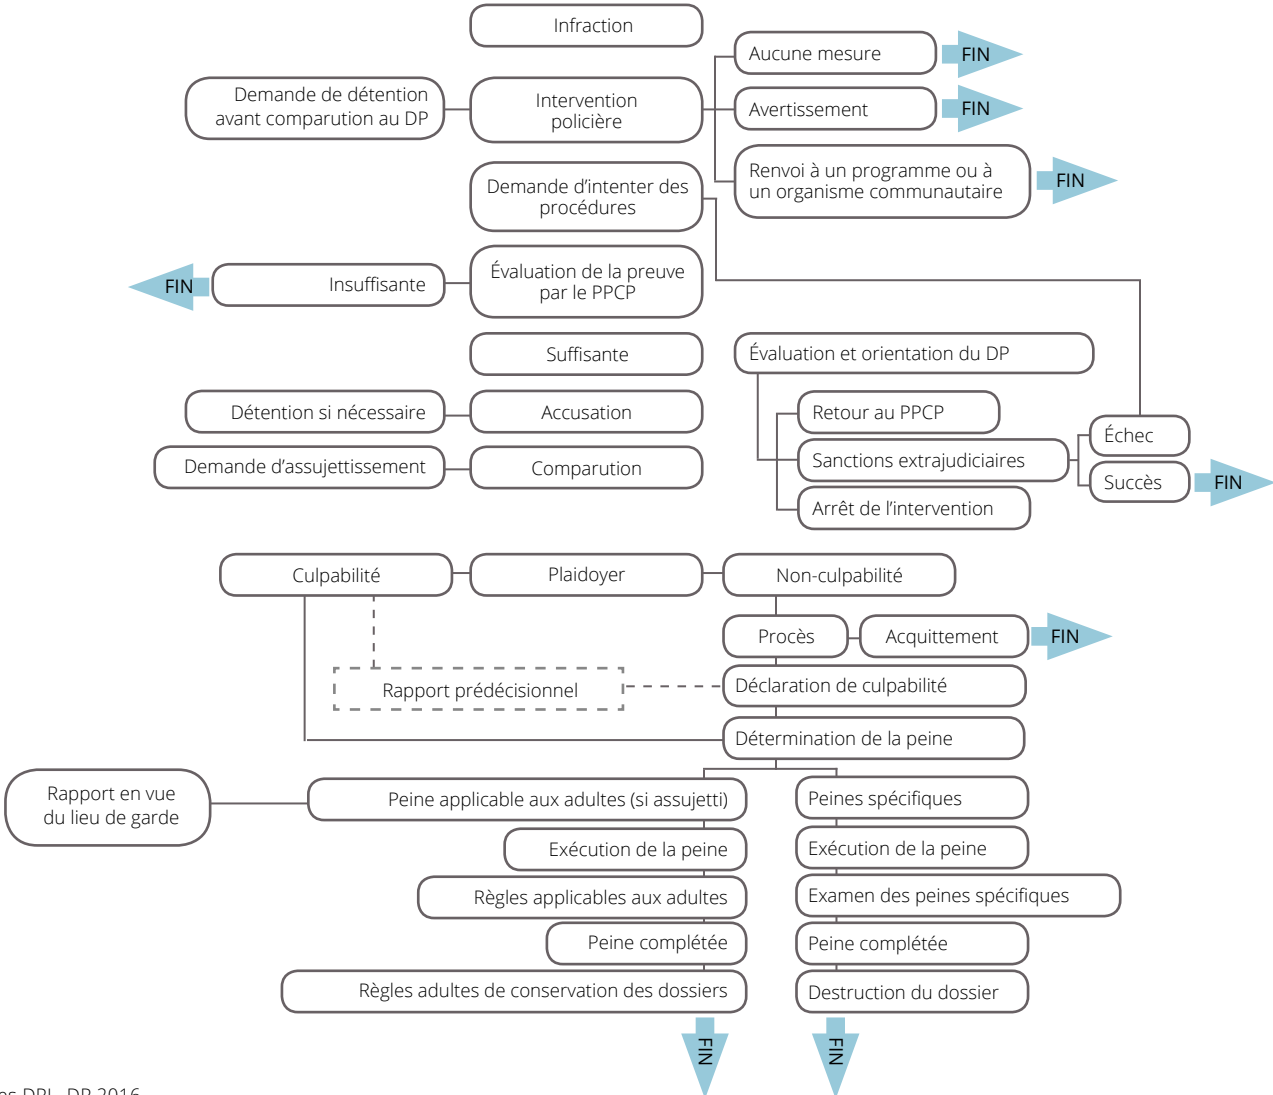 Infraction
Aucune mesure
FIN
Demande de détention
avant comparution au DP
Intervention
policière
Avertissement
FIN
Renvoi à un programme ou à
un organisme communautaire
FIN
Demande d'intenter des
procédures
FIN
Insuffisante
Évaluation de la preuve
par le PPCP
Suffisante
Évaluation et orientation du DP
Détention si nécessaire
Accusation
Retour au PPCP
Échec
Demande d'assujettissement
Comparution
Sanctions extrajudiciaires
Succès
FIN
Arrêt de l'intervention
Culpabilité
Plaidoyer
Non-culpabilité
Procès
Acquittement
FIN
Rapport prédécisionnel
Déclaration de culpabilité
Détermination de la peine
Rapport en vue
du lieu de garde
Peine applicable aux adultes (si assujetti)
Peines spécifiques
Exécution de la peine
Exécution de la peine
Règles applicables aux adultes
Examen des peines spécifiques
Peine complétée
Peine complétée
Règles adultes de conservation des dossiers
Destruction du dossier
FIN
FIN